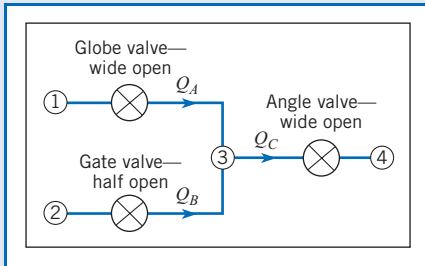 Globe valve—
wide open
Q_A
1
Angle valve—
wide open
Q_C
3
4
Gate valve—
half open
Q_B
2